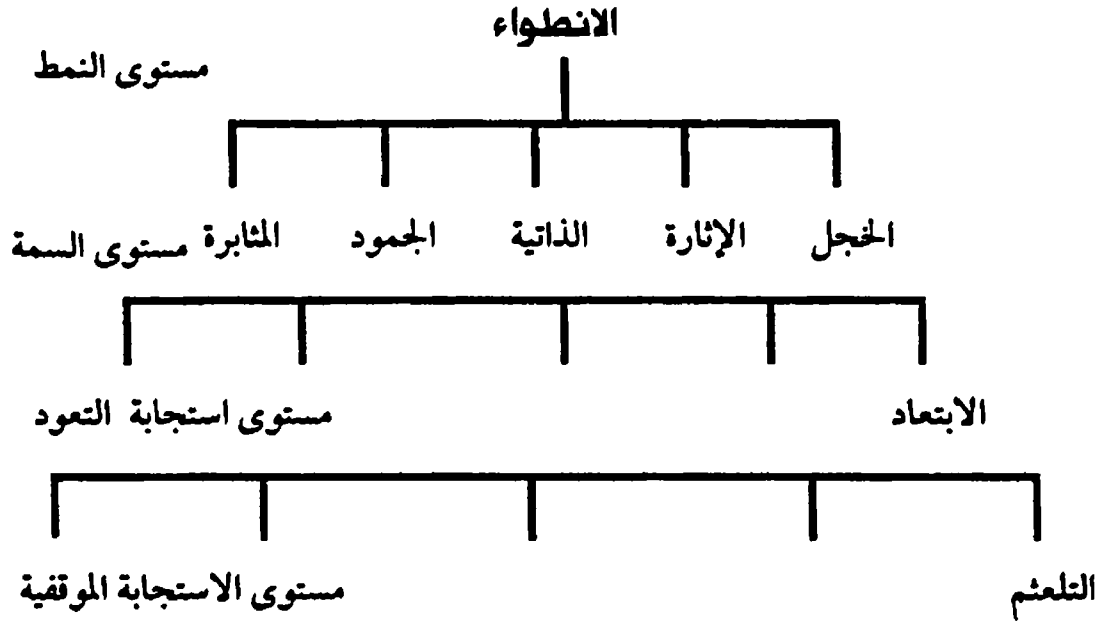 الانطواء
مستوى النمط
الخجل الإثارة الذاتية الجمود المثابرة مستوى السمة
الابتعاد مستوى استجابة التعود
التلعثم مستوى الاستجابة الموقفية